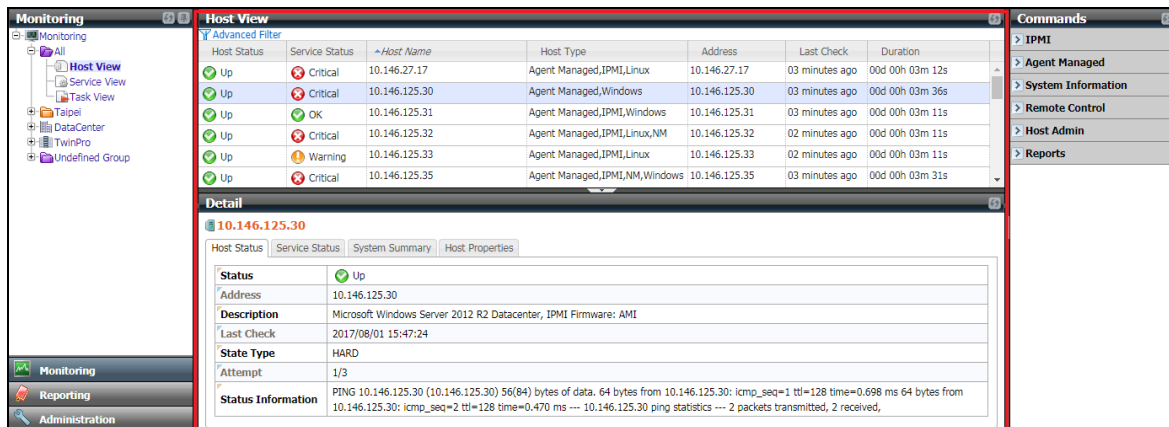 Monitoring
Monitoring
All
Host View
Service View
Task View
Taipei
DataCenter
TwinPro
Undefined Group
Monitoring
Reporting
Administration
Host View
Advanced Filter
Host Status Service Status Host Name Host Type Address Last Check Duration
Up Critical 10.146.27.17 Agent Managed,IPMI,Linux 10.146.27.17 03 minutes ago 00d 00h 03m 12s
Up Critical 10.146.125.30 Agent Managed,Windows 10.146.125.30 03 minutes ago 00d 00h 03m 36s
Up OK 10.146.125.31 Agent Managed,IPMI,Windows 10.146.125.31 03 minutes ago 00d 00h 03m 11s
Up Critical 10.146.125.32 Agent Managed,IPMI,Linux,NM 10.146.125.32 02 minutes ago 00d 00h 03m 11s
Up Warning 10.146.125.33 Agent Managed,IPMI,Linux 10.146.125.33 02 minutes ago 00d 00h 03m 11s
Up Critical 10.146.125.35 Agent Managed,IPMI,NM,Windows 10.146.125.35 03 minutes ago 00d 00h 03m 31s
Detail
10.146.125.30
Host Status Service Status System Summary Host Properties
Status Up
Address 10.146.125.30
Description Microsoft Windows Server 2012 R2 Datacenter, IPMI Firmware: AMI
Last Check 2017/08/01 15:47:24
State Type HARD
Attempt 1/3
Status Information PING 10.146.125.30 (10.146.125.30) 56(84) bytes of data. 64 bytes from 10.146.125.30: icmp_seq=1 ttl=128 time=0.698 ms 64 bytes from
10.146.125.30: icmp_seq=2 ttl=128 time=0.470 ms --- 10.146.125.30 ping statistics --- 2 packets transmitted, 2 received,
Commands
IPMI
Agent Managed
System Information
Remote Control
Host Admin
Reports